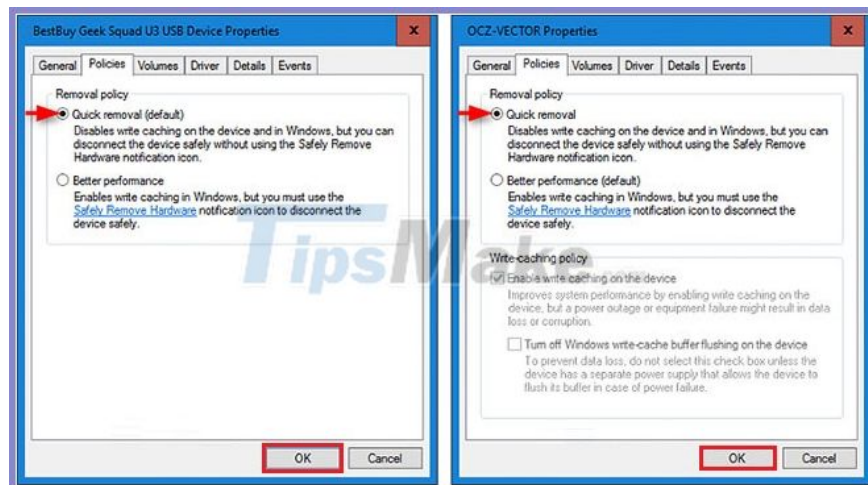 BestBuy Geek Squad U3 USB Device Properties
x
General Policies Volumes Driver Details Events
Removal policy
Quick removal (default)
Disables write caching on the device and in Windows, but you can
disconnect the device safely without using the Safely Remove
Hardware notification icon.
Better performance
Enables write caching in Windows, but you must use the
Safely Remove Hardware notification icon to disconnect the
device safely.
OK Cancel
OCZ-VECTOR Properties
x
General Policies Volumes Driver Details Events
Removal policy
Quick removal
Disables write caching on the device and in Windows, but you can
disconnect the device safely without using the Safely Remove
Hardware notification icon.
Better performance (default)
Enables write caching in Windows, but you must use the
Safely Remove Hardware notification icon to disconnect the
device safely.
Write-caching policy
Enable write caching on the device
Improves system performance by enabling write caching on the
device, but a power outage or equipment failure might result in data
loss or corruption.
Turn off Windows write-cache buffer flushing on the device
To prevent data loss, do not select this check box unless the
device has a separate power supply that allows the device to
flush its buffer in case of power failure.
OK Cancel
TipsMake.com